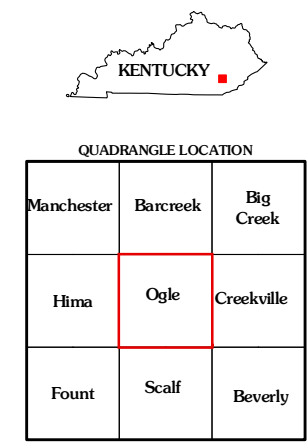 KENTUCKY
QUADRANGLE LOCATION
Manchester
Barcreek
Big
Creek
Hima
Ogle
Creekville
Fount
Scalf
Beverly